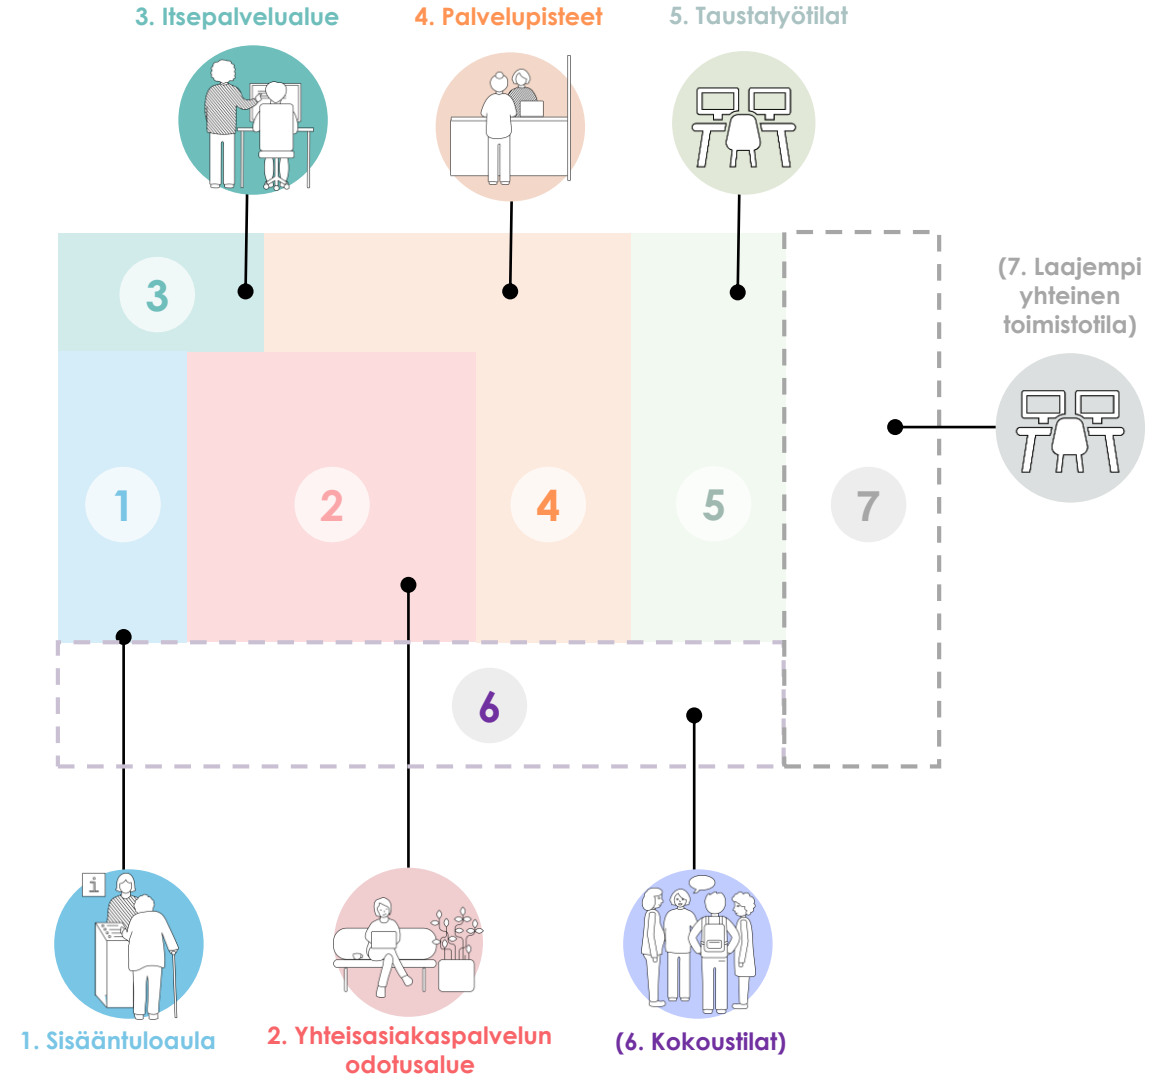 3. Itsepalvelualue
4. Palvelupisteet
5. Taustatyötilat
(7. Laajempi
yhteinen
toimistotila)
3
1
2
4
5
7
6
i
1. Sisääntuloaula
2. Yhteisasiakaspalvelun
odotusalue
(6. Kokoustilat)